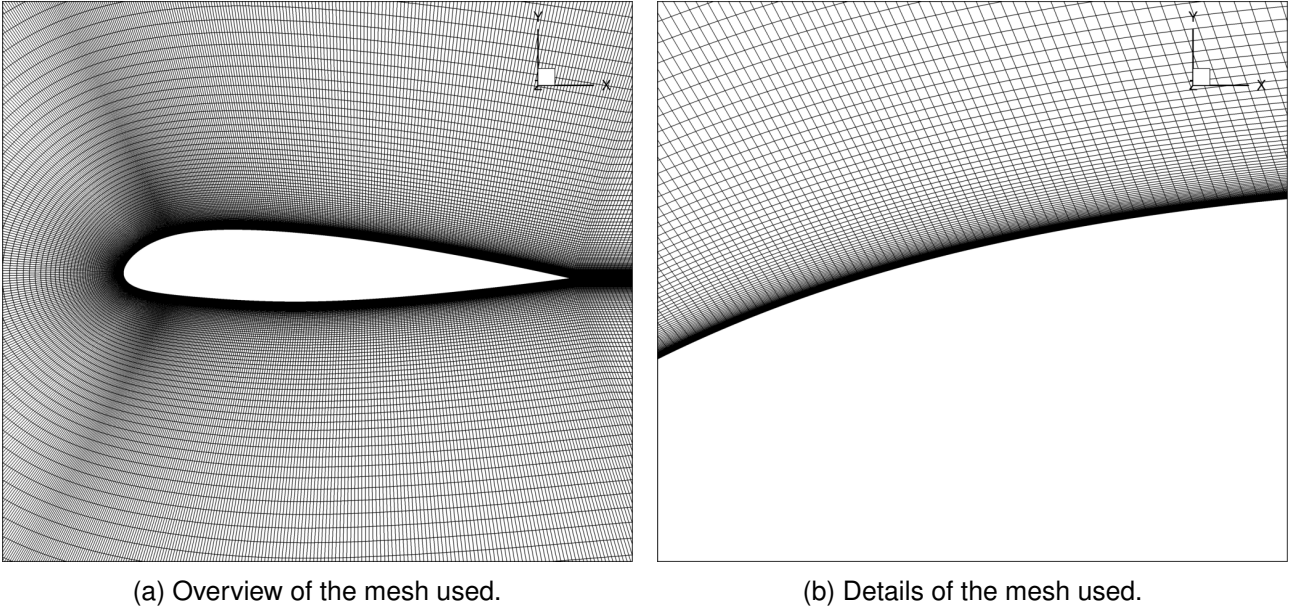 Y
X
Y
X
(a) Overview of the mesh used.
(b) Details of the mesh used.